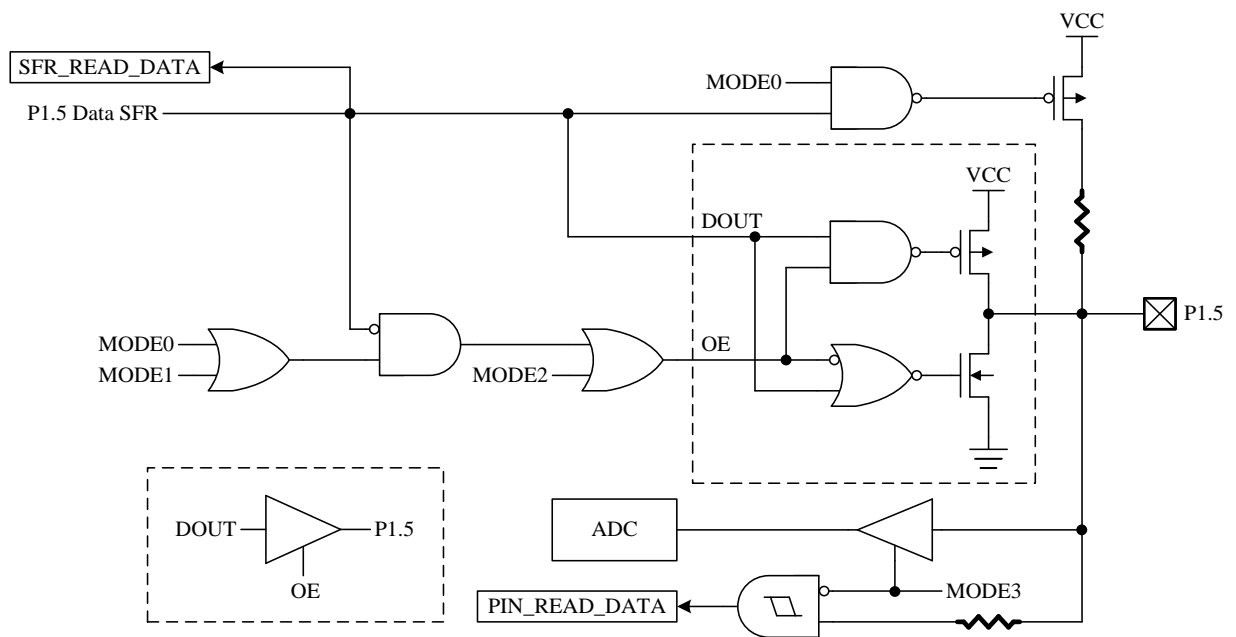 VCC
SFR_READ_DATA
MODE0
P1.5 Data SFR
VCC
DOUT
P1.5
MODE0
OE
MODE1
MODE2
DOUT
P1.5
ADC
OE
MODE3
PIN_READ_DATA